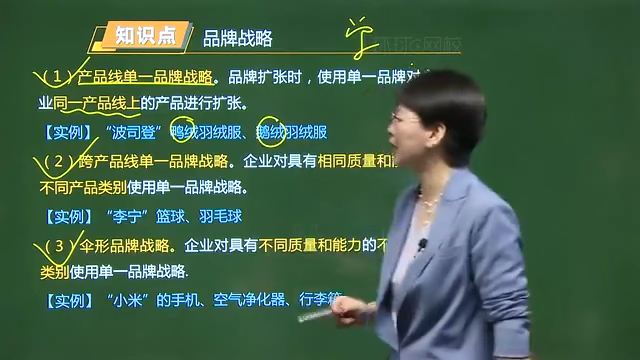 知识点 品牌战略 学
(1)产品线单一品牌战略。品牌扩张时，使用单一品牌对
业同一产品线上的产品进行扩张。
【实例】“波司登”鸭绒羽绒服、鹅绒羽绒服
(2)跨产品线单一品牌战略。企业对具有相同质量和
不同产品类别使用单一品牌战略。
【实例】“李宁”篮球、羽毛球
(3)伞形品牌战略。企业对具有不同质量和能力的不
类别使用单一品牌战略.
【实例】“小米”的手机、空气净化器、行李箱